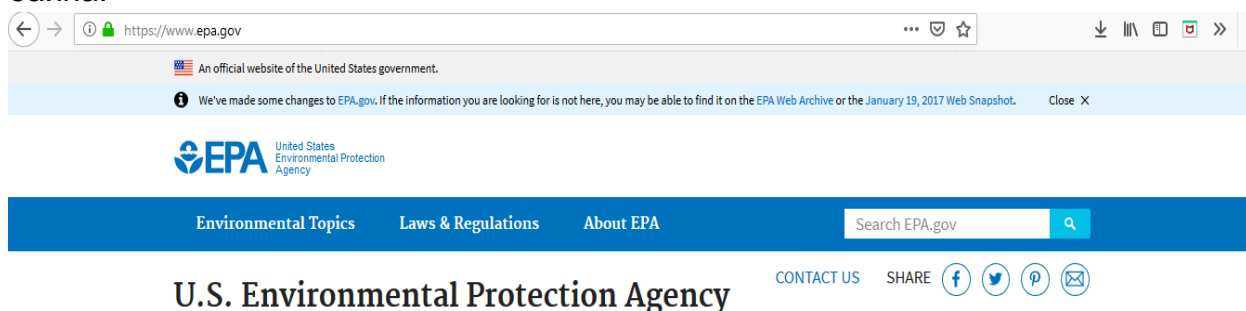 https://www.epa.gov
An official website of the United States government.
We've made some changes to EPA.gov. If the information you are looking for is not here, you may be able to find it on the EPA Web Archive or the January 19, 2017 Web Snapshot. Close X
EPA United States
Environmental Protection
Agency
Environmental Topics Laws & Regulations About EPA Search EPA.gov
CONTACT US SHARE
U.S. Environmental Protection Agency